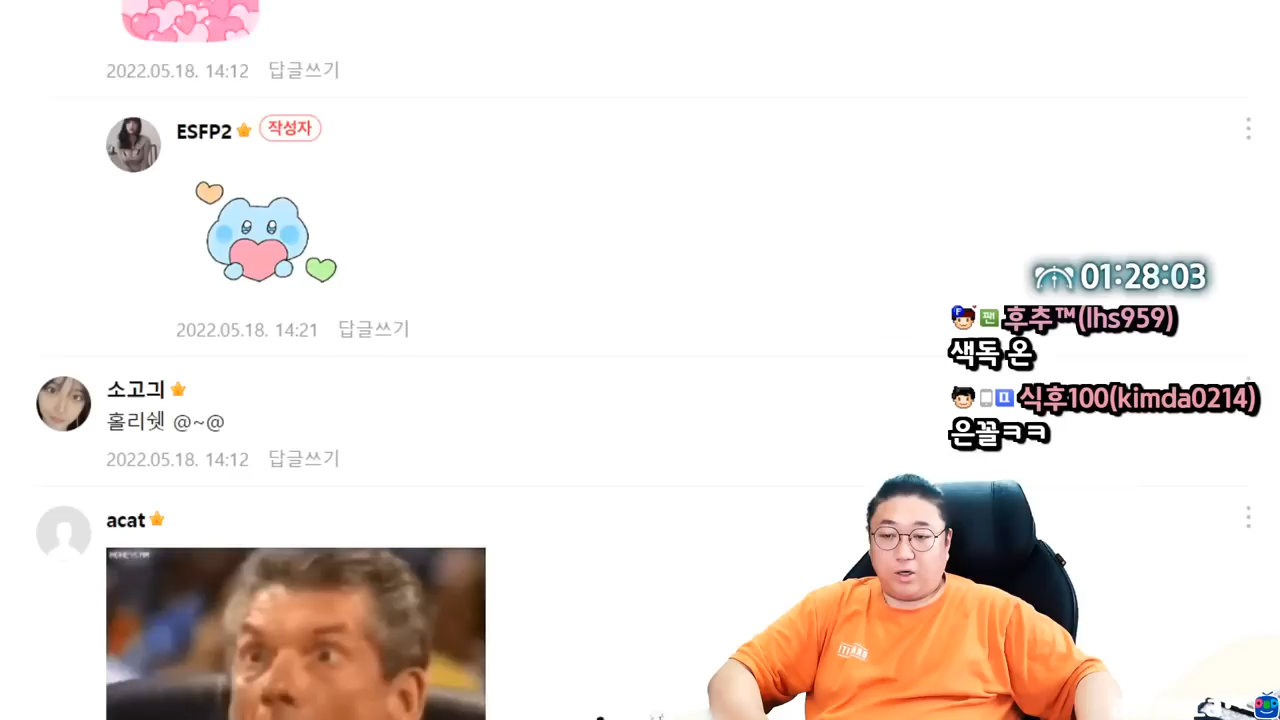 2022.05.18. 14:12 답글쓰기
ESFP2 작성자
2022.05.18. 14:21 답글쓰기
01:28:03
팬 후추™(lhs959)
색독 온
소고긔
홀리쉣 @~@
식후100(kimda0214)
은꼴ㅋㅋ
2022.05.18. 14:12 답글쓰기
acat